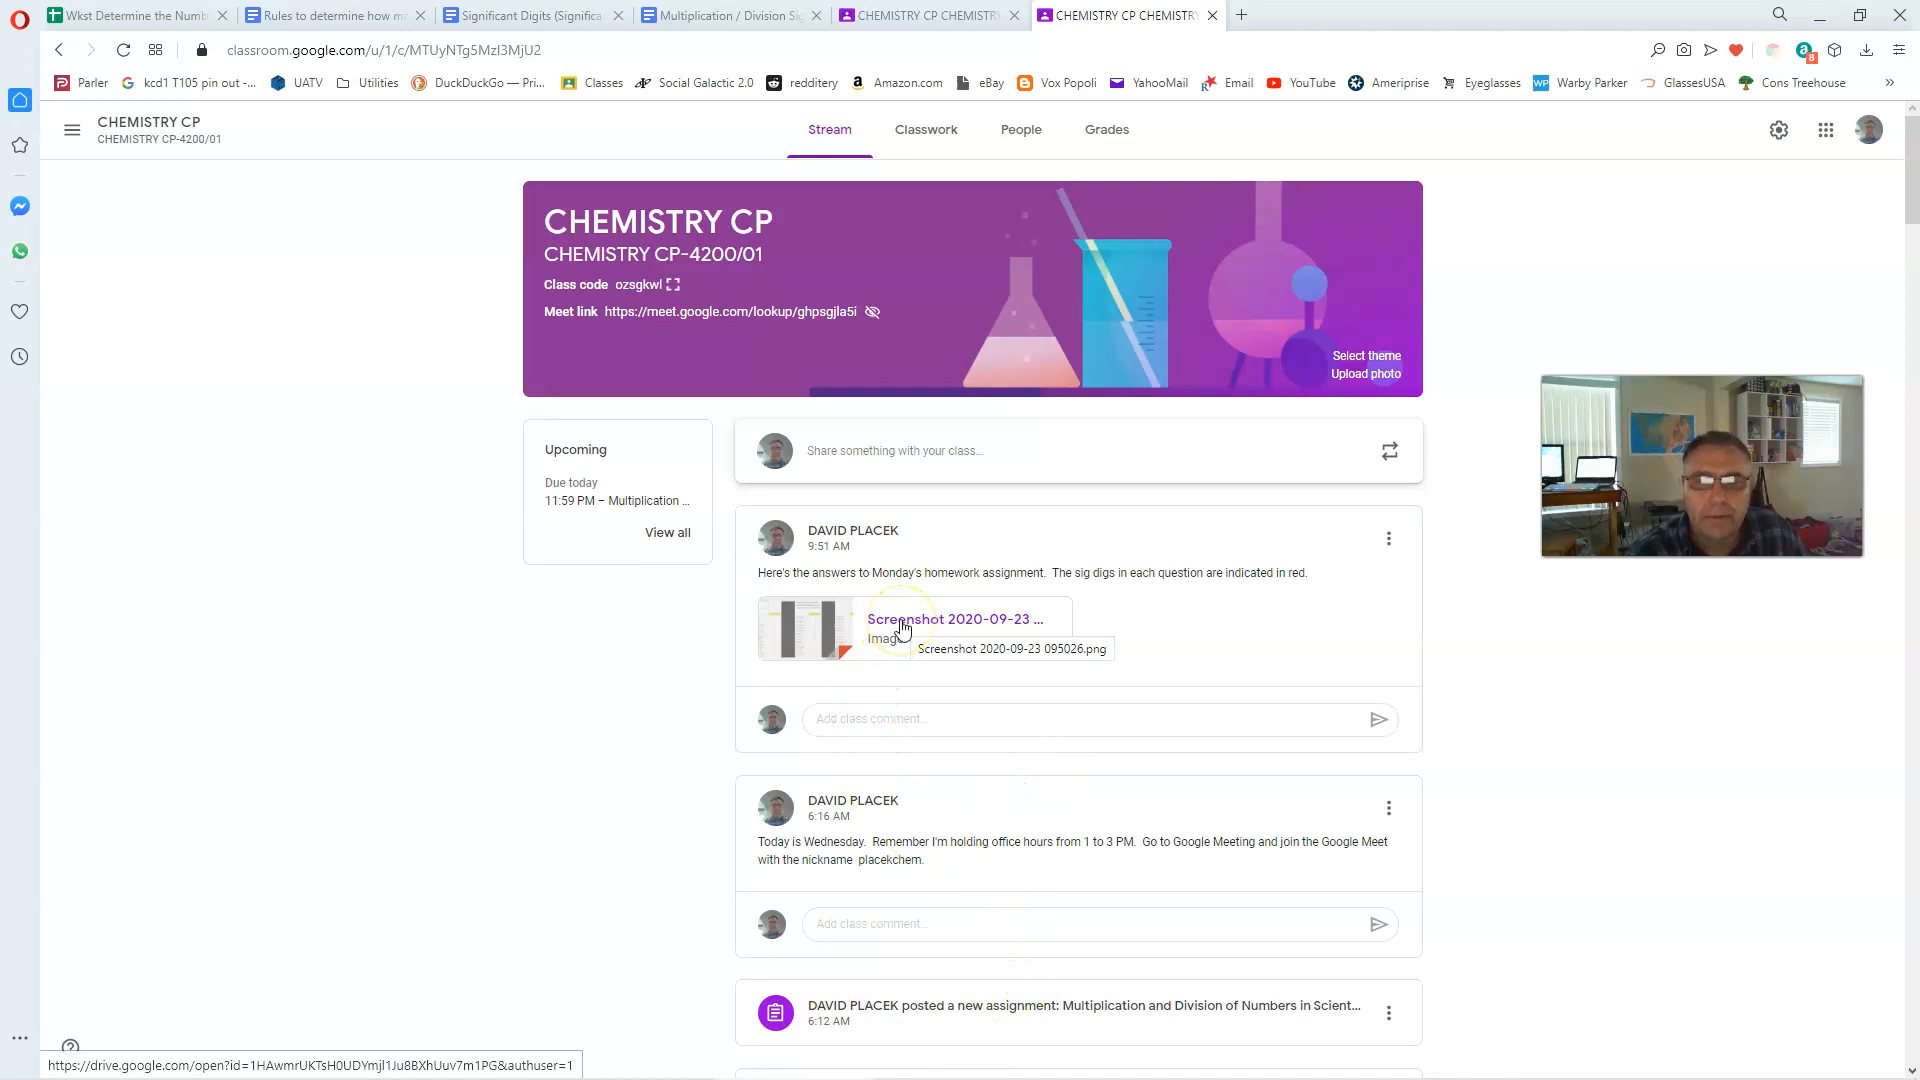 Wkst Determine the Numb
Rules to determine how m
Significant Digits (Significa
Multiplication / Division Si
CHEMISTRY CP CHEMISTR
CHEMISTRY CP CHEMISTR
classroom.google.com/u/1/c/MTUyNTg5MzI3MjU2
8
Parler
kcd1 T105 pin out -...
UATV
Utilities
DuckDuckGo — Pri...
Classes
Social Galactic 2.0
redditery
Amazon.com
eBay
Vox Popoli
YahooMail
Email
YouTube
Ameriprise
Eyeglasses
WP
Warby Parker
GlassesUSA
Cons Treehouse
CHEMISTRY CP
CHEMISTRY CP-4200/01
Stream
Classwork
People
Grades
CHEMISTRY CP
CHEMISTRY CP-4200/01
Class code ozsgkwl
Meet link https://meet.google.com/lookup/ghpsgjla5i
Select theme
Upload photo
Upcoming
Due today
11:59 PM – Multiplication ...
View all
Share something with your class...
DAVID PLACEK
9:51 AM
Here's the answers to Monday's homework assignment. The sig digs in each question are indicated in red.
Screenshot 2020-09-23 ...
Image
Screenshot 2020-09-23 095026.png
Add class comment...
DAVID PLACEK
6:16 AM
Today is Wednesday. Remember I'm holding office hours from 1 to 3 PM. Go to Google Meeting and join the Google Meet
with the nickname placekchem.
Add class comment...
DAVID PLACEK posted a new assignment: Multiplication and Division of Numbers in Scient...
6:12 AM
https://drive.google.com/open?id=1HAwmrUKTsH0UDYmjl1Ju8BXhUuv7m1PG&authuser=1